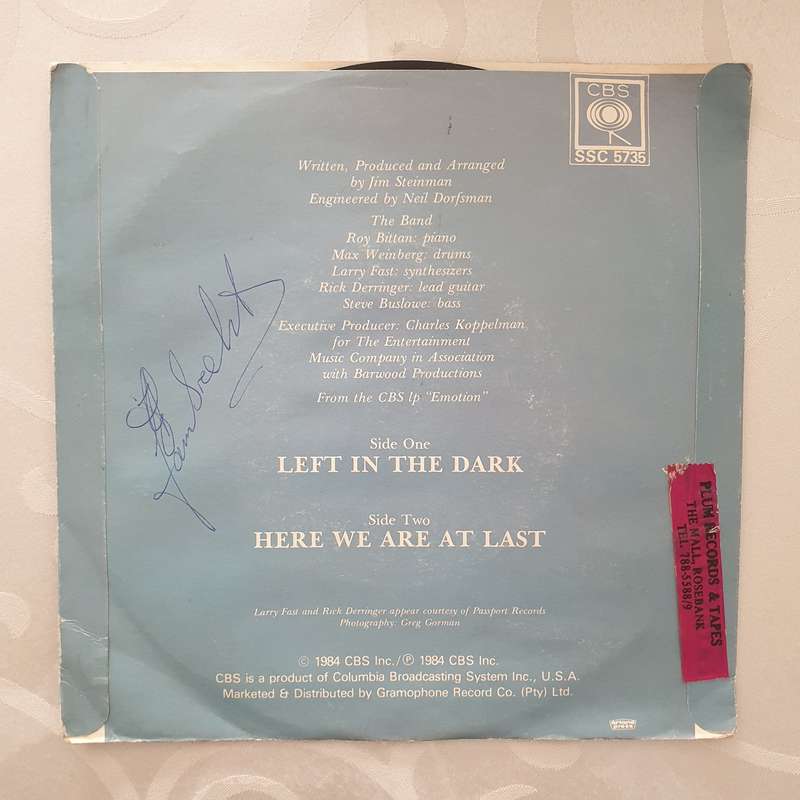 CBS
SSC 5735
Written, Produced and Arranged
by Jim Steinman
Engineered by Neil Dorfsman
The Band
Roy Bittan: piano
Max Weinberg: drums
Larry Fast: synthesizers
Rick Derringer: lead guitar
Steve Buslowe: bass
Executive Producer: Charles Koppelman
for The Entertainment
Music Company in Association
with Barwood Productions
From the CBS lp "Emotion"
Side One
LEFT IN THE DARK
Side Two
HERE WE ARE AT LAST
Larry Fast and Rick Derringer appear courtesy of Passport Records
Photography: Greg Gorman
© 1984 CBS Inc./℗ 1984 CBS Inc.
CBS is a product of Columbia Broadcasting System Inc., U.S.A.
Marketed & Distributed by Gramophone Record Co. (Pty) Ltd.
PLUM RECORDS & TAPES
THE MALL, ROSEBANK
TEL. 788-5588/9